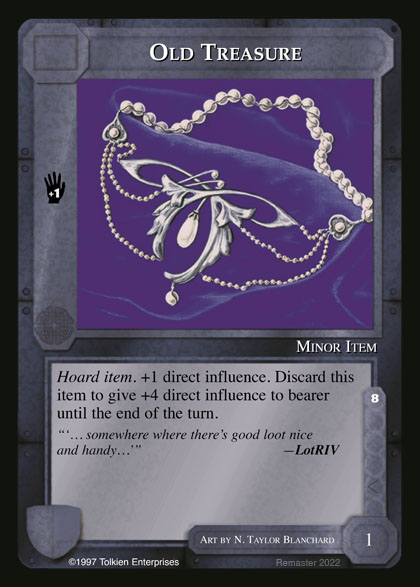 OLD TREASURE
+1
MINOR ITEM
Hoard item. +1 direct influence. Discard this
item to give +4 direct influence to bearer
until the end of the turn.
8
“‘… somewhere where there’s good loot nice
and handy…’” —LotRIV
ART BY N. TAYLOR BLANCHARD
1
©1997 Tolkien Enterprises
Remaster 2022